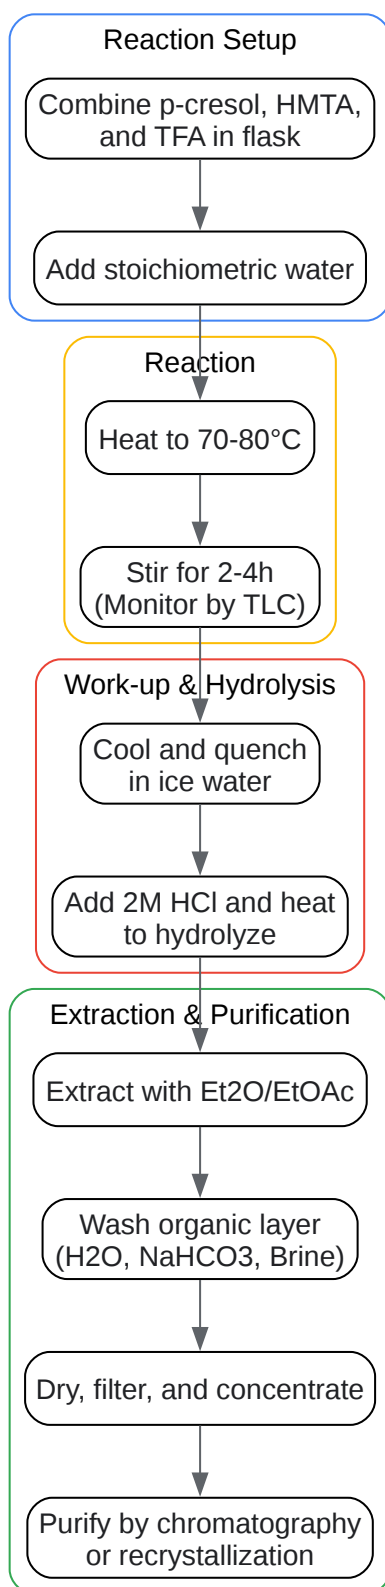 Reaction Setup
Combine p-cresol, HMTA,
and TFA in flask
Add stoichiometric water
Reaction
Heat to 70-80°C
Stir for 2-4h
(Monitor by TLC)
Work-up & Hydrolysis
Cool and quench
in ice water
Add 2M HCl and heat
to hydrolyze
Extraction & Purification
Extract with Et2O/EtOAc
Wash organic layer
(H2O, NaHCO3, Brine)
Dry, filter, and concentrate
Purify by chromatography
or recrystallization